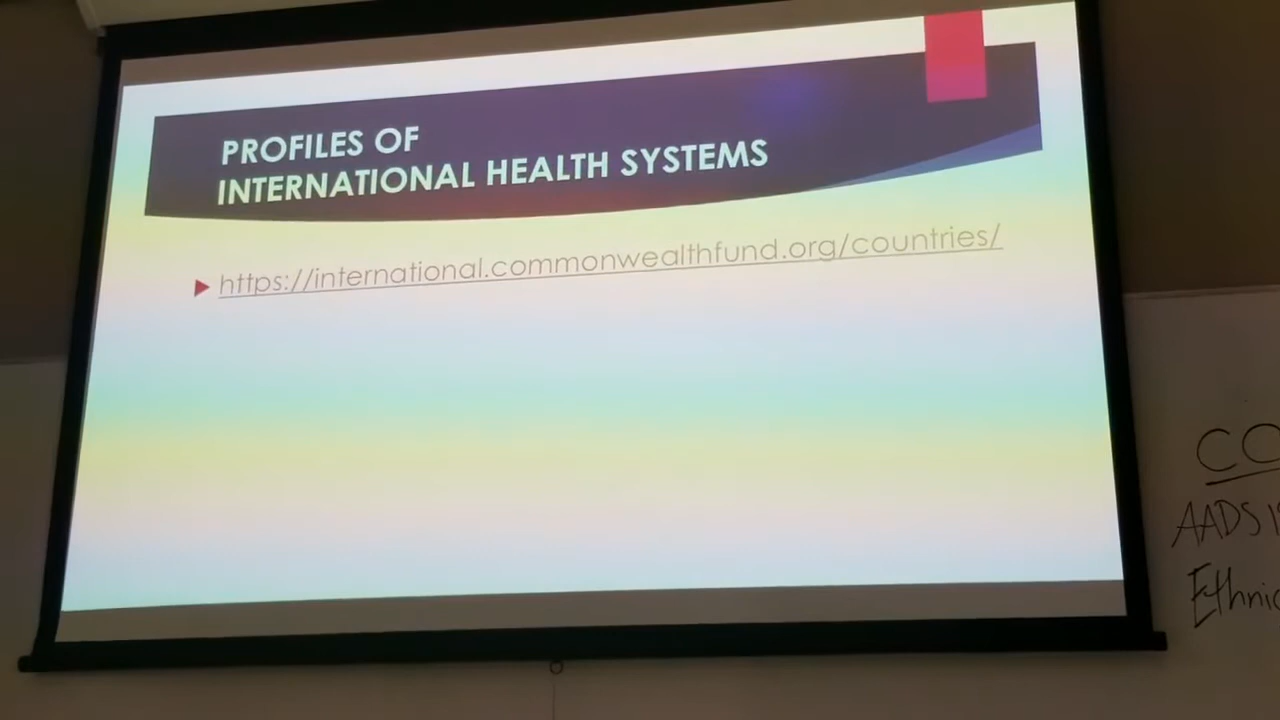 PROFILES OF
INTERNATIONAL HEALTH SYSTEMS
https://international.commonwealthfund.org/countries/
CO
AADS
Ethnic